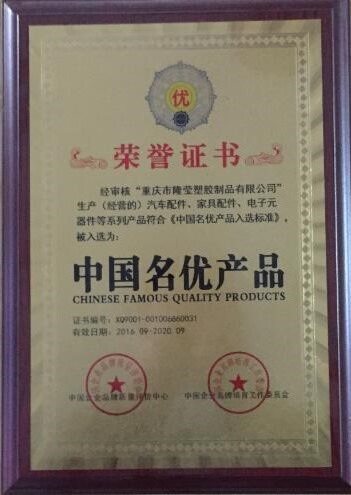 优
荣誉证书
经审核“重庆市隆莹塑胶制品有限公司”
生产（经营的）汽车配件、家具配件、电子元
器件等系列产品符合《中国名优产品入选标准》，
被入选为：
中国名优产品
CHINESE FAMOUS QUALITY PRODUCTS
证书编号：XQ9001-001006860031
有效日期：2016.09-2020.09
中国企业品牌质量评价中心 中国企业品牌培育工作委员会